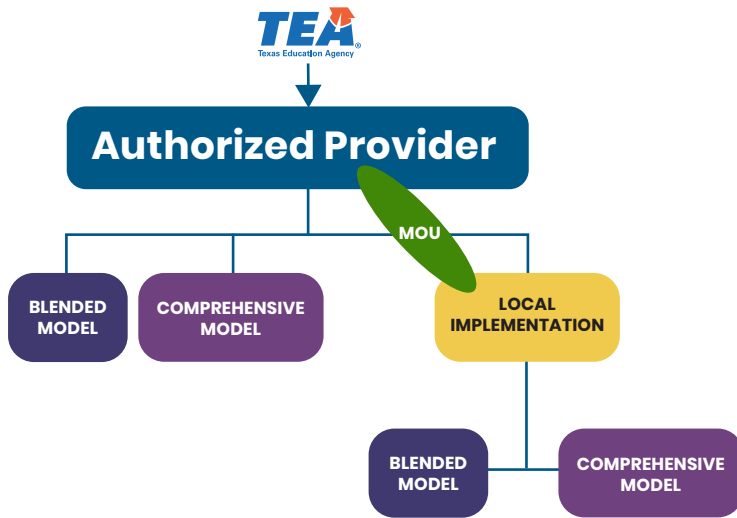 TEA
Texas Education Agency
Authorized Provider
MOU
BLENDED
MODEL
COMPREHENSIVE
MODEL
LOCAL
IMPLEMENTATION
BLENDED
MODEL
COMPREHENSIVE
MODEL